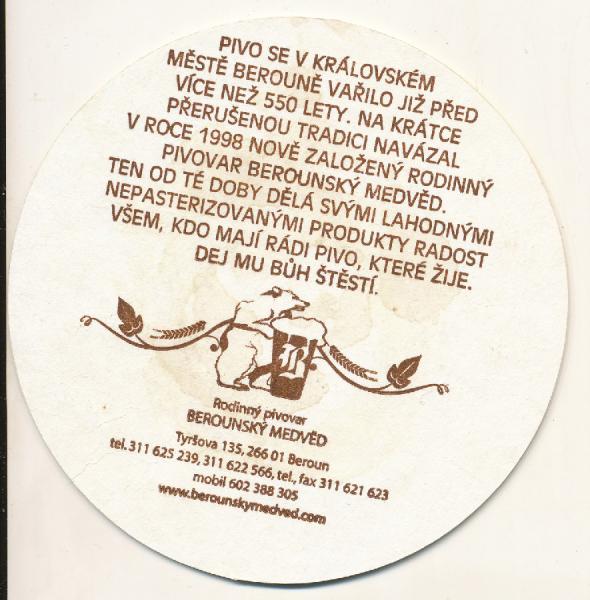 PIVO SE V KRÁLOVSKÉM
MĚSTĚ BEROUNĚ VAŘILO JIŽ PŘED
VÍCE NEŽ 550 LETY. NA KRÁTCE
PŘERUŠENOU TRADICI NAVÁZAL
V ROCE 1998 NOVĚ ZALOŽENÝ RODINNÝ
PIVOVAR BEROUNSKÝ MEDVĚD.
TEN OD TÉ DOBY DĚLÁ SVÝMI LAHODNÝMI
NEPASTERIZOVANÝMI PRODUKTY RADOST
VŠEM, KDO MAJÍ RÁDI PIVO, KTERÉ ŽIJE.
DEJ MU BŮH ŠTĚSTÍ.
B
Rodinný pivovar
BEROUNSKÝ MEDVĚD
Tyršova 135, 266 01 Beroun
tel. 311 625 239, 311 622 566, tel., fax 311 621 623
mobil 602 388 305
www.berounskymedved.com